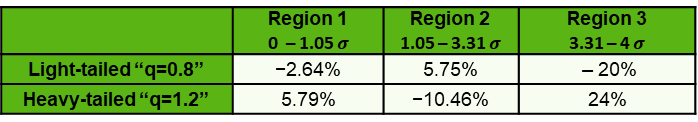 Region 1 Region 2 Region 3
0 –1.05 σ 1.05–3.31 σ 3.31–4 σ
Light-tailed “q=0.8” −2.64% 5.75% – 20%
Heavy-tailed “q=1.2” 5.79% −10.46% 24%